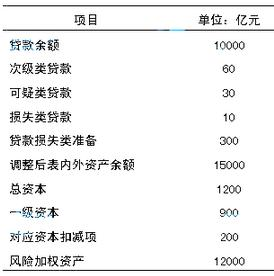 项目 单位：亿元
贷款余额 10000
次级类贷款 60
可疑类贷款 30
损失类贷款 10
贷款损失类准备 300
调整后表内外资产余额 15000
总资本 1200
一级资本 900
对应资本扣减项 200
风险加权资产 12000